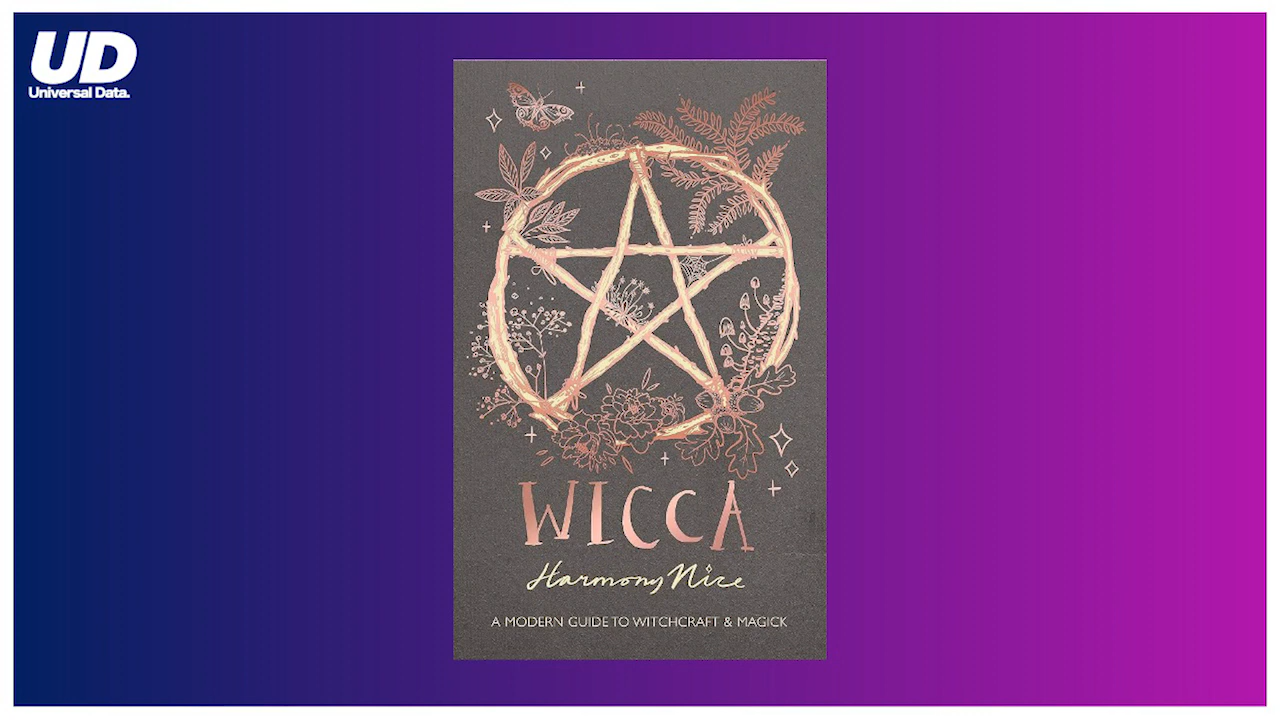 UD
Universal Data.
WICCA
Harmony Nice
A MODERN GUIDE TO WITCHCRAFT & MAGICK